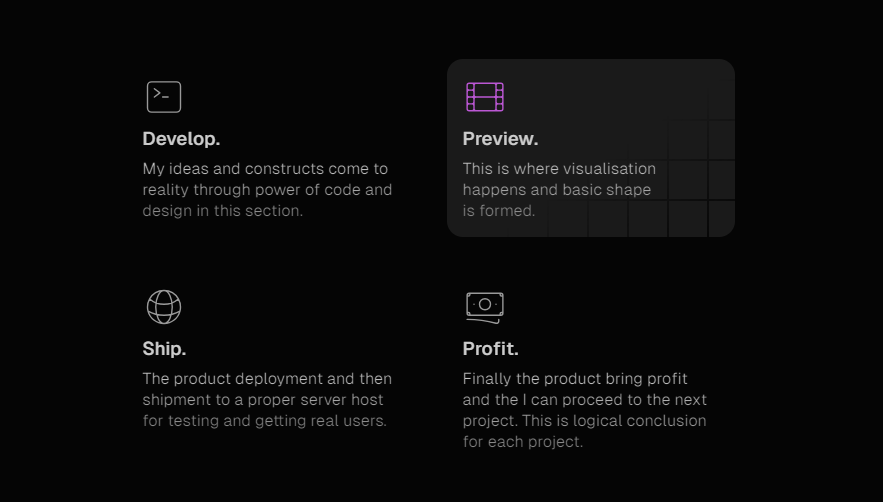 Develop.
My ideas and constructs come to
reality through power of code and
design in this section.
Preview.
This is where visualisation
happens and basic shape
is formed.
Ship.
The product deployment and then
shipment to a proper server host
for testing and getting real users.
Profit.
Finally the product bring profit
and the I can proceed to the next
project. This is logical conclusion
for each project.